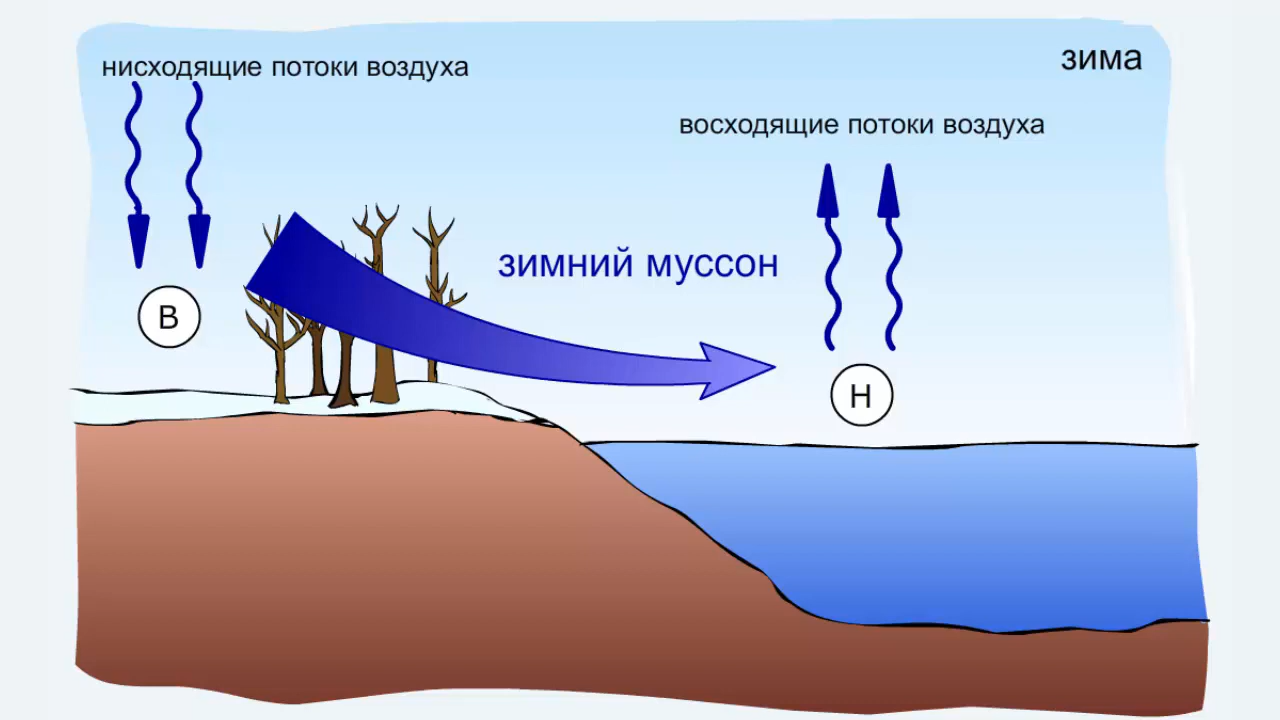 нисходящие потоки воздуха
зима
восходящие потоки воздуха
зимний муссон
В
Н